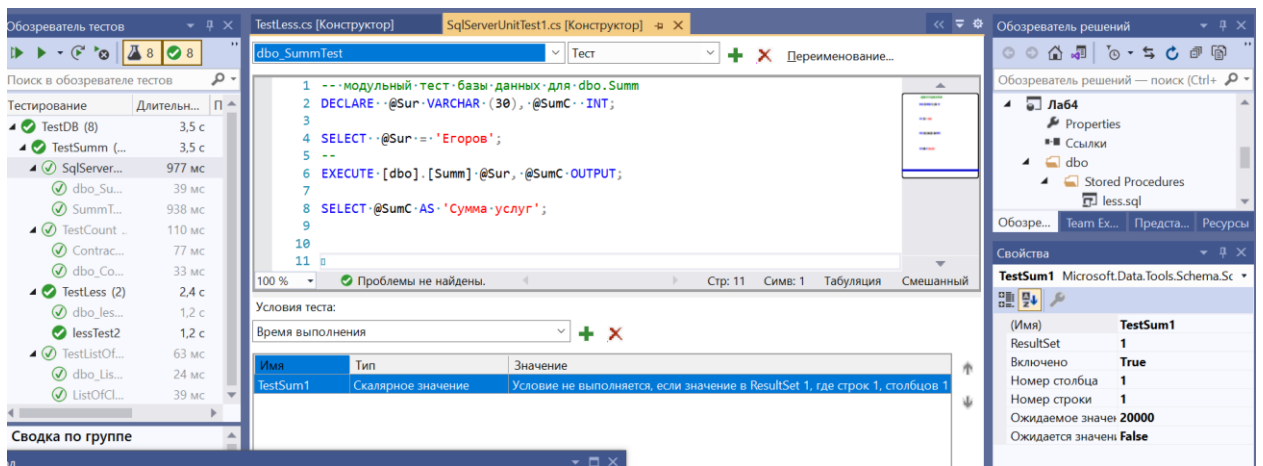 Обозреватель тестов
8 8
Поиск в обозревателе тестов
Тестирование Длительн... П
TestDB (8) 3,5 с
TestSumm (... 3,5 с
SqlServer... 977 мс
dbo_Su... 39 мс
SummT... 938 мс
TestCount .. 110 мс
Contrac... 77 мс
dbo_Co... 33 мс
TestLess (2) 2,4 с
dbo_les... 1,2 с
lessTest2 1,2 с
TestListOf... 63 мс
dbo_Lis... 24 мс
ListOfCl... 39 мс
Сводка по группе
TestLess.cs [Конструктор] SqlServerUnitTest1.cs [Конструктор]
dbo_SummTest Тест Переименование...
1 -- модульный тест базы данных для dbo.Summ
2 DECLARE  @Sur VARCHAR (30), @SumC  INT;
3
4 SELECT  @Sur = 'Егоров';
5 --
6 EXECUTE [dbo].[Summ] @Sur, @SumC OUTPUT;
7
8 SELECT @SumC AS 'Сумма услуг';
9
10
11
100 % Проблемы не найдены. Стр: 11 Симв: 1 Табуляция Смешанный
Условия теста:
Время выполнения
Имя Тип Значение
TestSum1 Скалярное значение Условие не выполняется, если значение в ResultSet 1, где строк 1, столбцов 1
Обозреватель решений
Обозреватель решений — поиск (Ctrl+
Лаб4
Properties
Ссылки
dbo
Stored Procedures
less.sql
Обозре... Team Ex... Предста... Ресурсы
Свойства
TestSum1 Microsoft.Data.Tools.Schema.Sc
(Имя) TestSum1
ResultSet 1
Включено True
Номер столбца 1
Номер строки 1
Ожидаемое значен 20000
Ожидается значени False